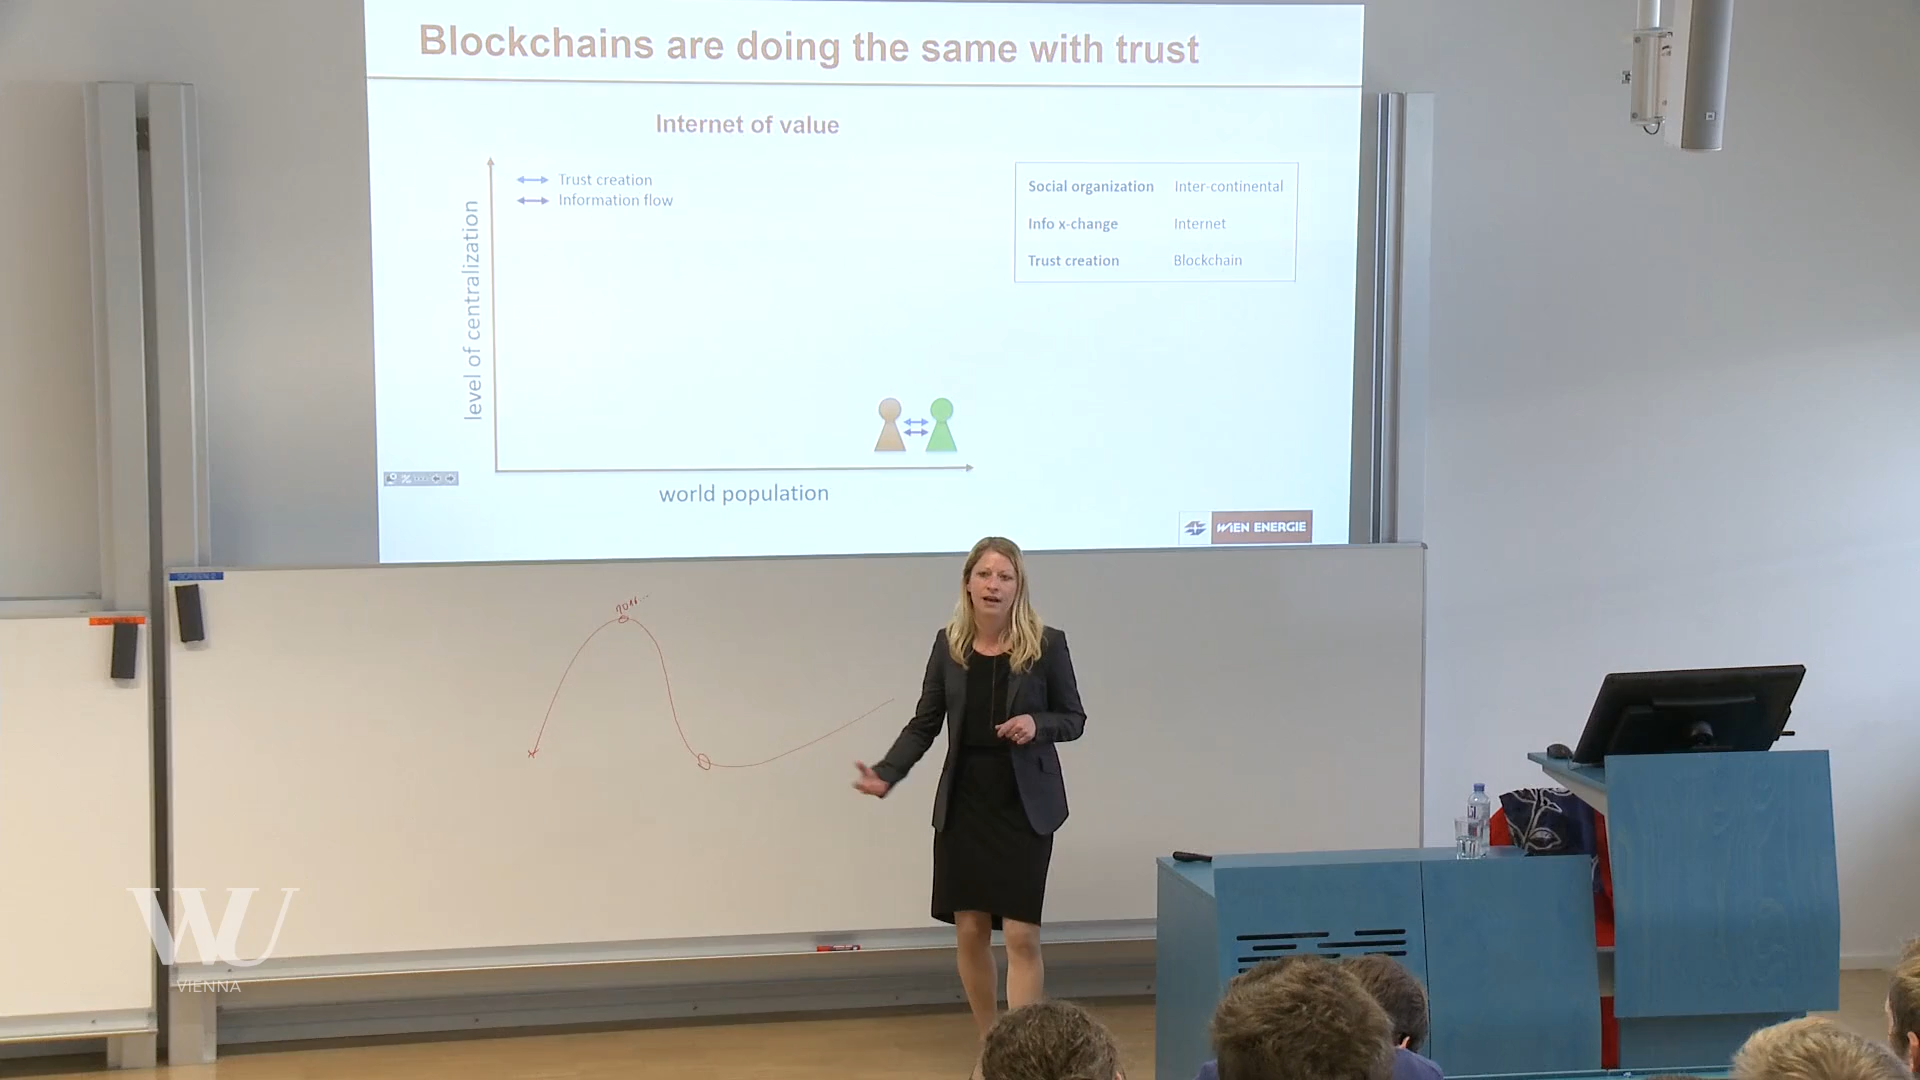 Blockchains are doing the same with trust
Internet of value
Trust creation
Information flow
level of centralization
world population
Social organization Inter-continental
Info x-change Internet
Trust creation Blockchain
WIEN ENERGIE
WU
VIENNA